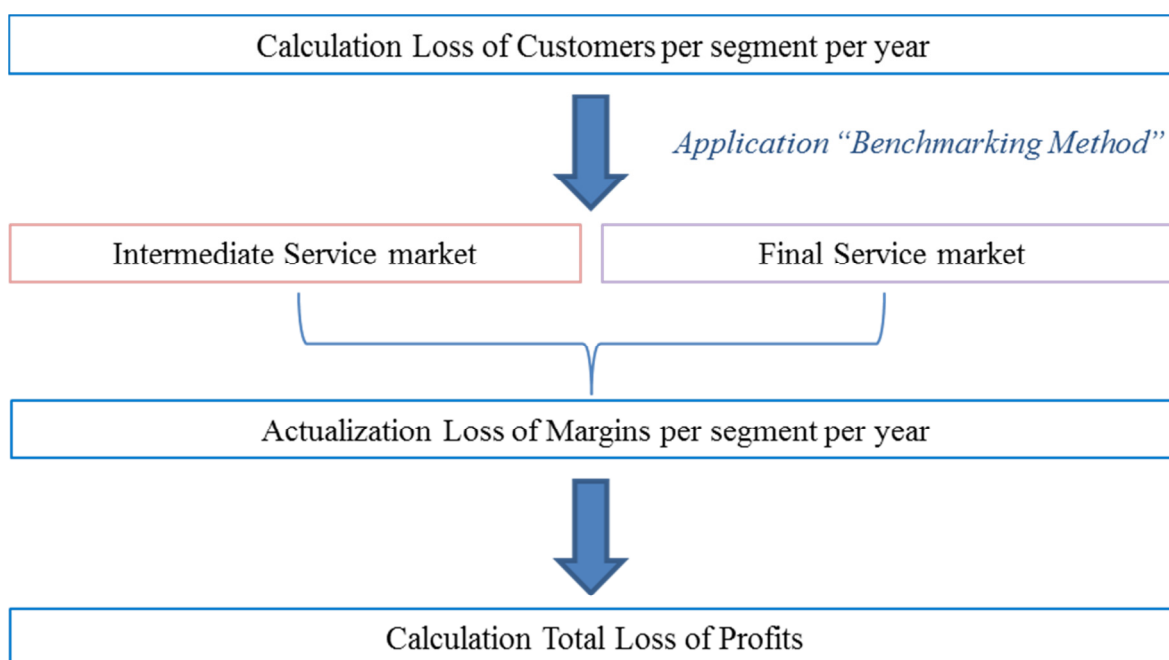 Calculation Loss of Customers per segment per year
Application “Benchmarking Method”
Intermediate Service market
Final Service market
Actualization Loss of Margins per segment per year
Calculation Total Loss of Profits